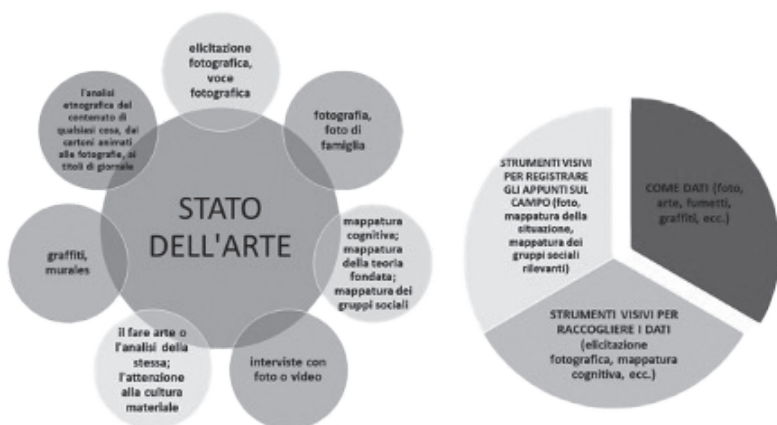 elicitazione
fotografica,
voce
fotografica
fotografia,
foto di
famiglia
mappatura
cognitiva;
mappatura
della teoria
fondata;
mappatura dei
gruppi sociali
interviste con
foto o video
il fare arte o
l'analisi della
stessa;
l'attenzione
alla cultura
materiale
graffiti,
murales
l'analisi
etnografica del
contenuto di
qualsiasi cosa, dai
cartoni animati
alle fotografie, ai
titoli di giornale
STATO
DELL'ARTE
COME DATI (foto,
arte, fumetti,
graffiti, ecc.)
STRUMENTI VISIVI PER
RACCOGLIERE I DATI
(elicitazione
fotografica, mappatura
cognitiva, ecc.)
STRUMENTI VISIVI
PER REGISTRARE
GLI APPUNTI SUL
CAMPO (foto,
mappatura della
situazione,
mappatura dei
gruppi sociali
rilevanti)